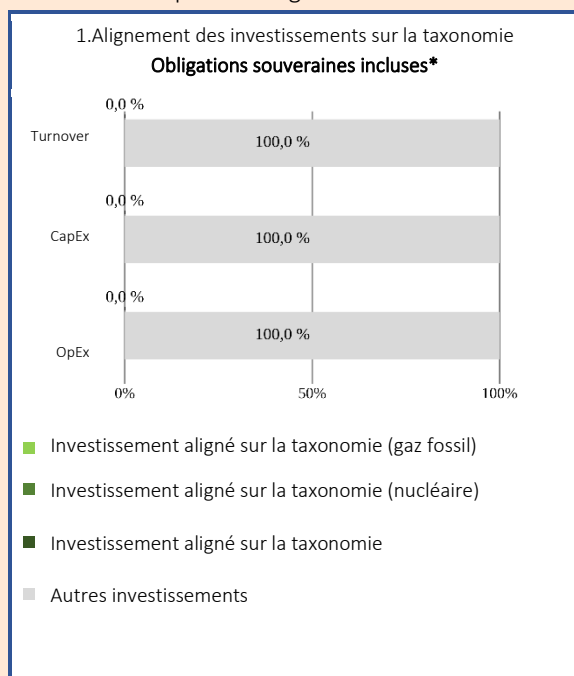 1.Alignement des investissements sur la taxonomie
Obligations souveraines incluses*
0,0 %
Turnover
100,0 %
0,0 %
CapEx
100,0 %
0,0 %
100,0 %
OpEx
0%
50%
100%
Investissement aligné sur la taxonomie (gaz fossil)
Investissement aligné sur la taxonomie (nucléaire)
Investissement aligné sur la taxonomie
Autres investissements